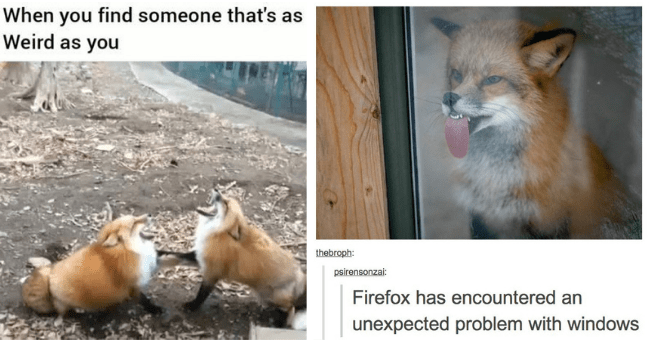 When you find someone that's as
Weird as you
thebroph:
psirensonzai:
Firefox has encountered an
unexpected problem with windows